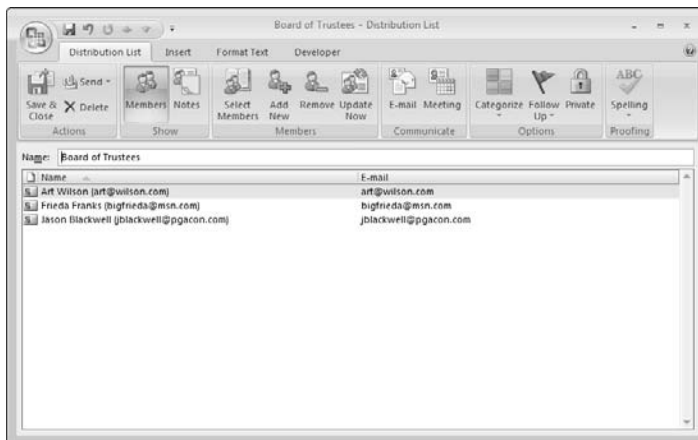 Board of Trustees - Distribution List
Distribution List Insert Format Text Developer
Save & Close Send Delete Members Notes Select Members Add New Remove Update Now E-mail Meeting Categorize Follow Up Private ABC Spelling
Actions Show Members Communicate Options Proofing
Name: Board of Trustees
Name E-mail
Art Wilson (art@wilson.com) art@wilson.com
Frieda Franks (bigfrieda@msn.com) bigfrieda@msn.com
Jason Blackwell (jblackwell@pgacon.com) jblackwell@pgacon.com